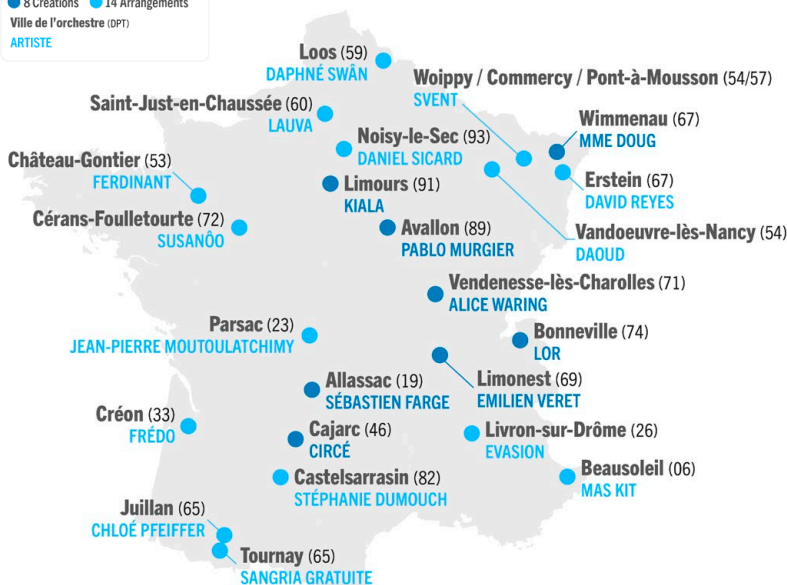 8 Créations 14 Arrangements
Ville de l'orchestre (DPT)
ARTISTE
Loos (59)
DAPHNÉ SWÂN
Woippy / Commercy / Pont-à-Mousson (54/57)
SVENT
Saint-Just-en-Chaussée (60)
LAUVA
Wimmenau (67)
MME DOUG
Noisy-le-Sec (93)
DANIEL SICARD
Château-Gontier (53)
FERDINANT
Limours (91)
KIALA
Erstein (67)
DAVID REYES
Cérans-Foulletourte (72)
SUSANÔO
Avallon (89)
PABLO MURGIER
Vandoeuvre-lès-Nancy (54)
DAOUD
Vendenesse-lès-Charolles (71)
ALICE WARING
Parsac (23)
JEAN-PIERRE MOUTOULATCHIMY
Bonneville (74)
LOR
Allassac (19)
SÉBASTIEN FARGE
Limonest (69)
EMILIEN VERET
Créon (33)
FRÉDO
Cajarc (46)
CIRCÉ
Livron-sur-Drôme (26)
EVASION
Castelsarrasin (82)
STÉPHANIE DUMOUCH
Beausoleil (06)
MAS KIT
Juillan (65)
CHLOÉ PFEIFFER
Tournay (65)
SANGRIA GRATUITE